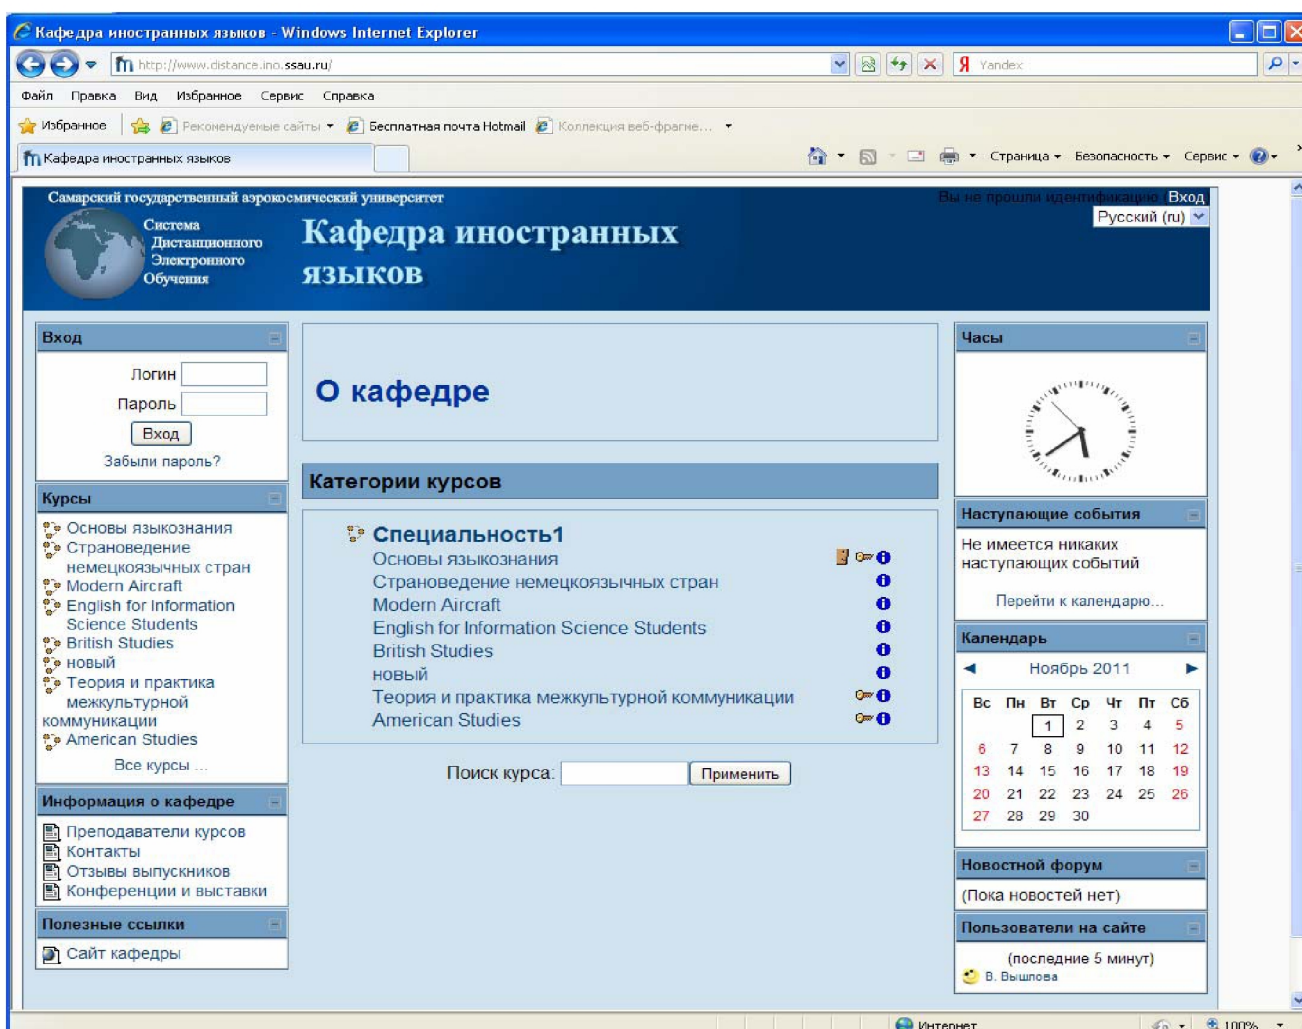 Кафедра иностранных языков - Windows Internet Explorer
http://www.distance.ino.ssau.ru/
Yandex
Файл Правка Вид Избранное Сервис Справка
Избранное Рекомендуемые сайты Бесплатная почта Hotmail Коллекция веб-фрагме...
Кафедра иностранных языков
Страница Безопасность Сервис
Самарский государственный аэрокосмический университет
Вы не прошли идентификацию (Вход
Русский (ru)
Система
Дистанционного
Электронного
Обучения
Кафедра иностранных
языков
Вход
Логин
Пароль
Вход
Забыли пароль?
Курсы
Основы языкознания
Страноведение
немецкоязычных стран
Modern Aircraft
English for Information
Science Students
British Studies
новый
Теория и практика
межкультурной
коммуникации
American Studies
Все курсы ...
Информация о кафедре
Преподаватели курсов
Контакты
Отзывы выпускников
Конференции и выставки
Полезные ссылки
Сайт кафедры
О кафедре
Категории курсов
Специальность1
Основы языкознания
Страноведение немецкоязычных стран
Modern Aircraft
English for Information Science Students
British Studies
новый
Теория и практика межкультурной коммуникации
American Studies
Поиск курса:
Применить
Часы
Наступающие события
Не имеется никаких
наступающих событий
Перейти к календарю...
Календарь
Ноябрь 2011
Вс Пн Вт Ср Чт Пт Сб
1 2 3 4 5
6 7 8 9 10 11 12
13 14 15 16 17 18 19
20 21 22 23 24 25 26
27 28 29 30
Новостной форум
(Пока новостей нет)
Пользователи на сайте
(последние 5 минут)
В. Вышлова
Интернет
100%